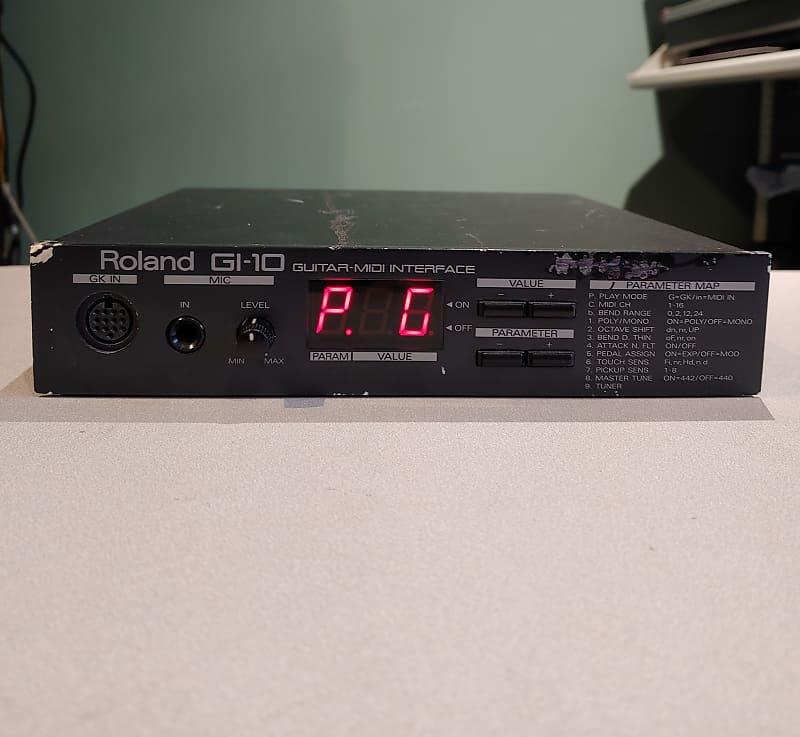 Roland GI-10 GUITAR-MIDI INTERFACE
GK IN
MIC
IN
LEVEL
MIN
MAX
P. G
ON
OFF
PARAM
VALUE
VALUE
− +
PARAMETER
− +
PARAMETER MAP
P. PLAY MODE G=GK/in=MIDI IN
C. MIDI CH 1-16
b. BEND RANGE 0,2,12,24
1. POLY/MONO ON=POLY/OFF=MONO
2. OCTAVE SHIFT dn,nr,UP
3. BEND D. THIN oF,nr,on
4. ATTACK N. FLT ON/OFF
5. PEDAL ASSIGN ON=EXP/OFF=MOD
6. TOUCH SENS Fi,nr,Hd,n.d
7. PICKUP SENS 1-8
8. MASTER TUNE ON=442/OFF=440
9. TUNER